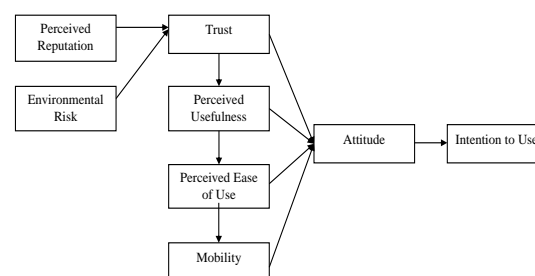 Perceived
Reputation
Trust
Environmental
Risk
Perceived
Usefulness
Attitude
Intention to Use
Perceived Ease
of Use
Mobility